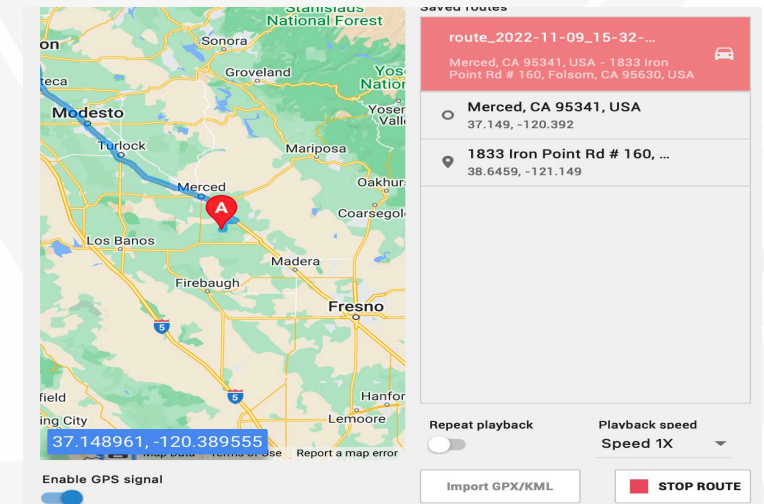 Stanislaus
National Forest
on
Sonora
Groveland
Yos
Nation
teca
Yosen
Valle
Modesto
Turlock
Mariposa
Merced
Oakhur
A
Coarsegol
Los Banos
Madera
Firebaugh
Fresno
5
field
5
Hanfor
Lemoore
ing City
37.148961, -120.389555
Map Data Terms of Use Report a map error
Enable GPS signal
Saved routes
route_2022-11-09_15-32-...
Merced, CA 95341, USA - 1833 Iron
Point Rd # 160, Folsom, CA 95630, USA
Merced, CA 95341, USA
37.149, -120.392
1833 Iron Point Rd # 160, ...
38.6459, -121.149
Repeat playback
Playback speed
Speed 1X
Import GPX/KML
STOP ROUTE